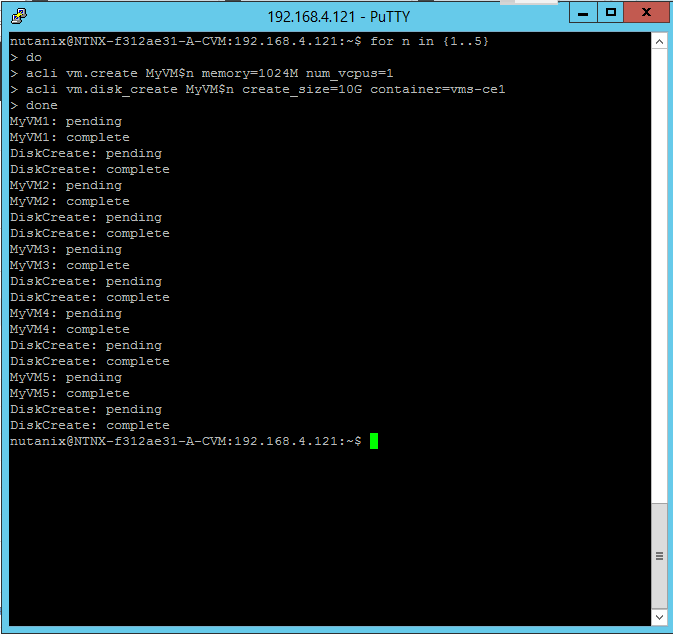 192.168.4.121 - PuTTY
nutanix@NTNX-f312ae31-A-CVM:192.168.4.121:~$ for n in {1..5}
> do
> acli vm.create MyVM$n memory=1024M num_vcpus=1
> acli vm.disk_create MyVM$n create_size=10G container=vms-ce1
> done
MyVM1: pending
MyVM1: complete
DiskCreate: pending
DiskCreate: complete
MyVM2: pending
MyVM2: complete
DiskCreate: pending
DiskCreate: complete
MyVM3: pending
MyVM3: complete
DiskCreate: pending
DiskCreate: complete
MyVM4: pending
MyVM4: complete
DiskCreate: pending
DiskCreate: complete
MyVM5: pending
MyVM5: complete
DiskCreate: pending
DiskCreate: complete
nutanix@NTNX-f312ae31-A-CVM:192.168.4.121:~$